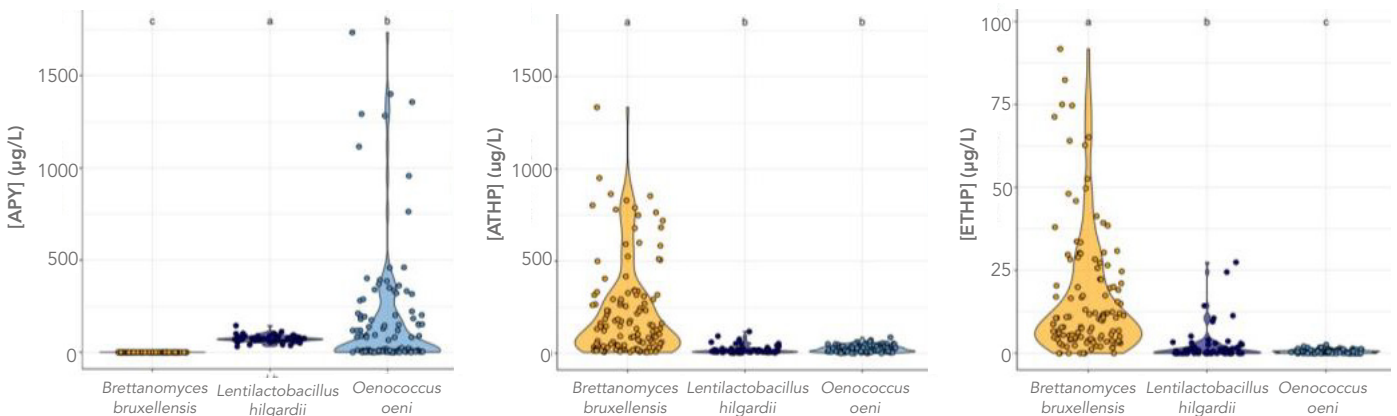 c a b
[APY] (µg/L)
1500
1000
500
0
Brettanomyces bruxellensis
Lentilactobacillus hilgardii
Oenococcus oeni
a b b
[ATHP] (ug/L)
1500
1000
500
0
Brettanomyces bruxellensis
Lentilactobacillus hilgardii
Oenococcus oeni
a b c
[ETHP] (µg/L)
100
75
50
25
0
Brettanomyces bruxellensis
Lentilactobacillus hilgardii
Oenococcus oeni